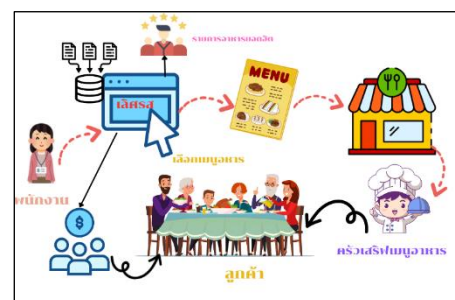 รายการอาหารยอดฮิต
เลิศรส
MENU
เลือกเมนูอาหาร
พนักงาน
$
ครัวเสริฟเมนูอาหาร
ลูกค้า